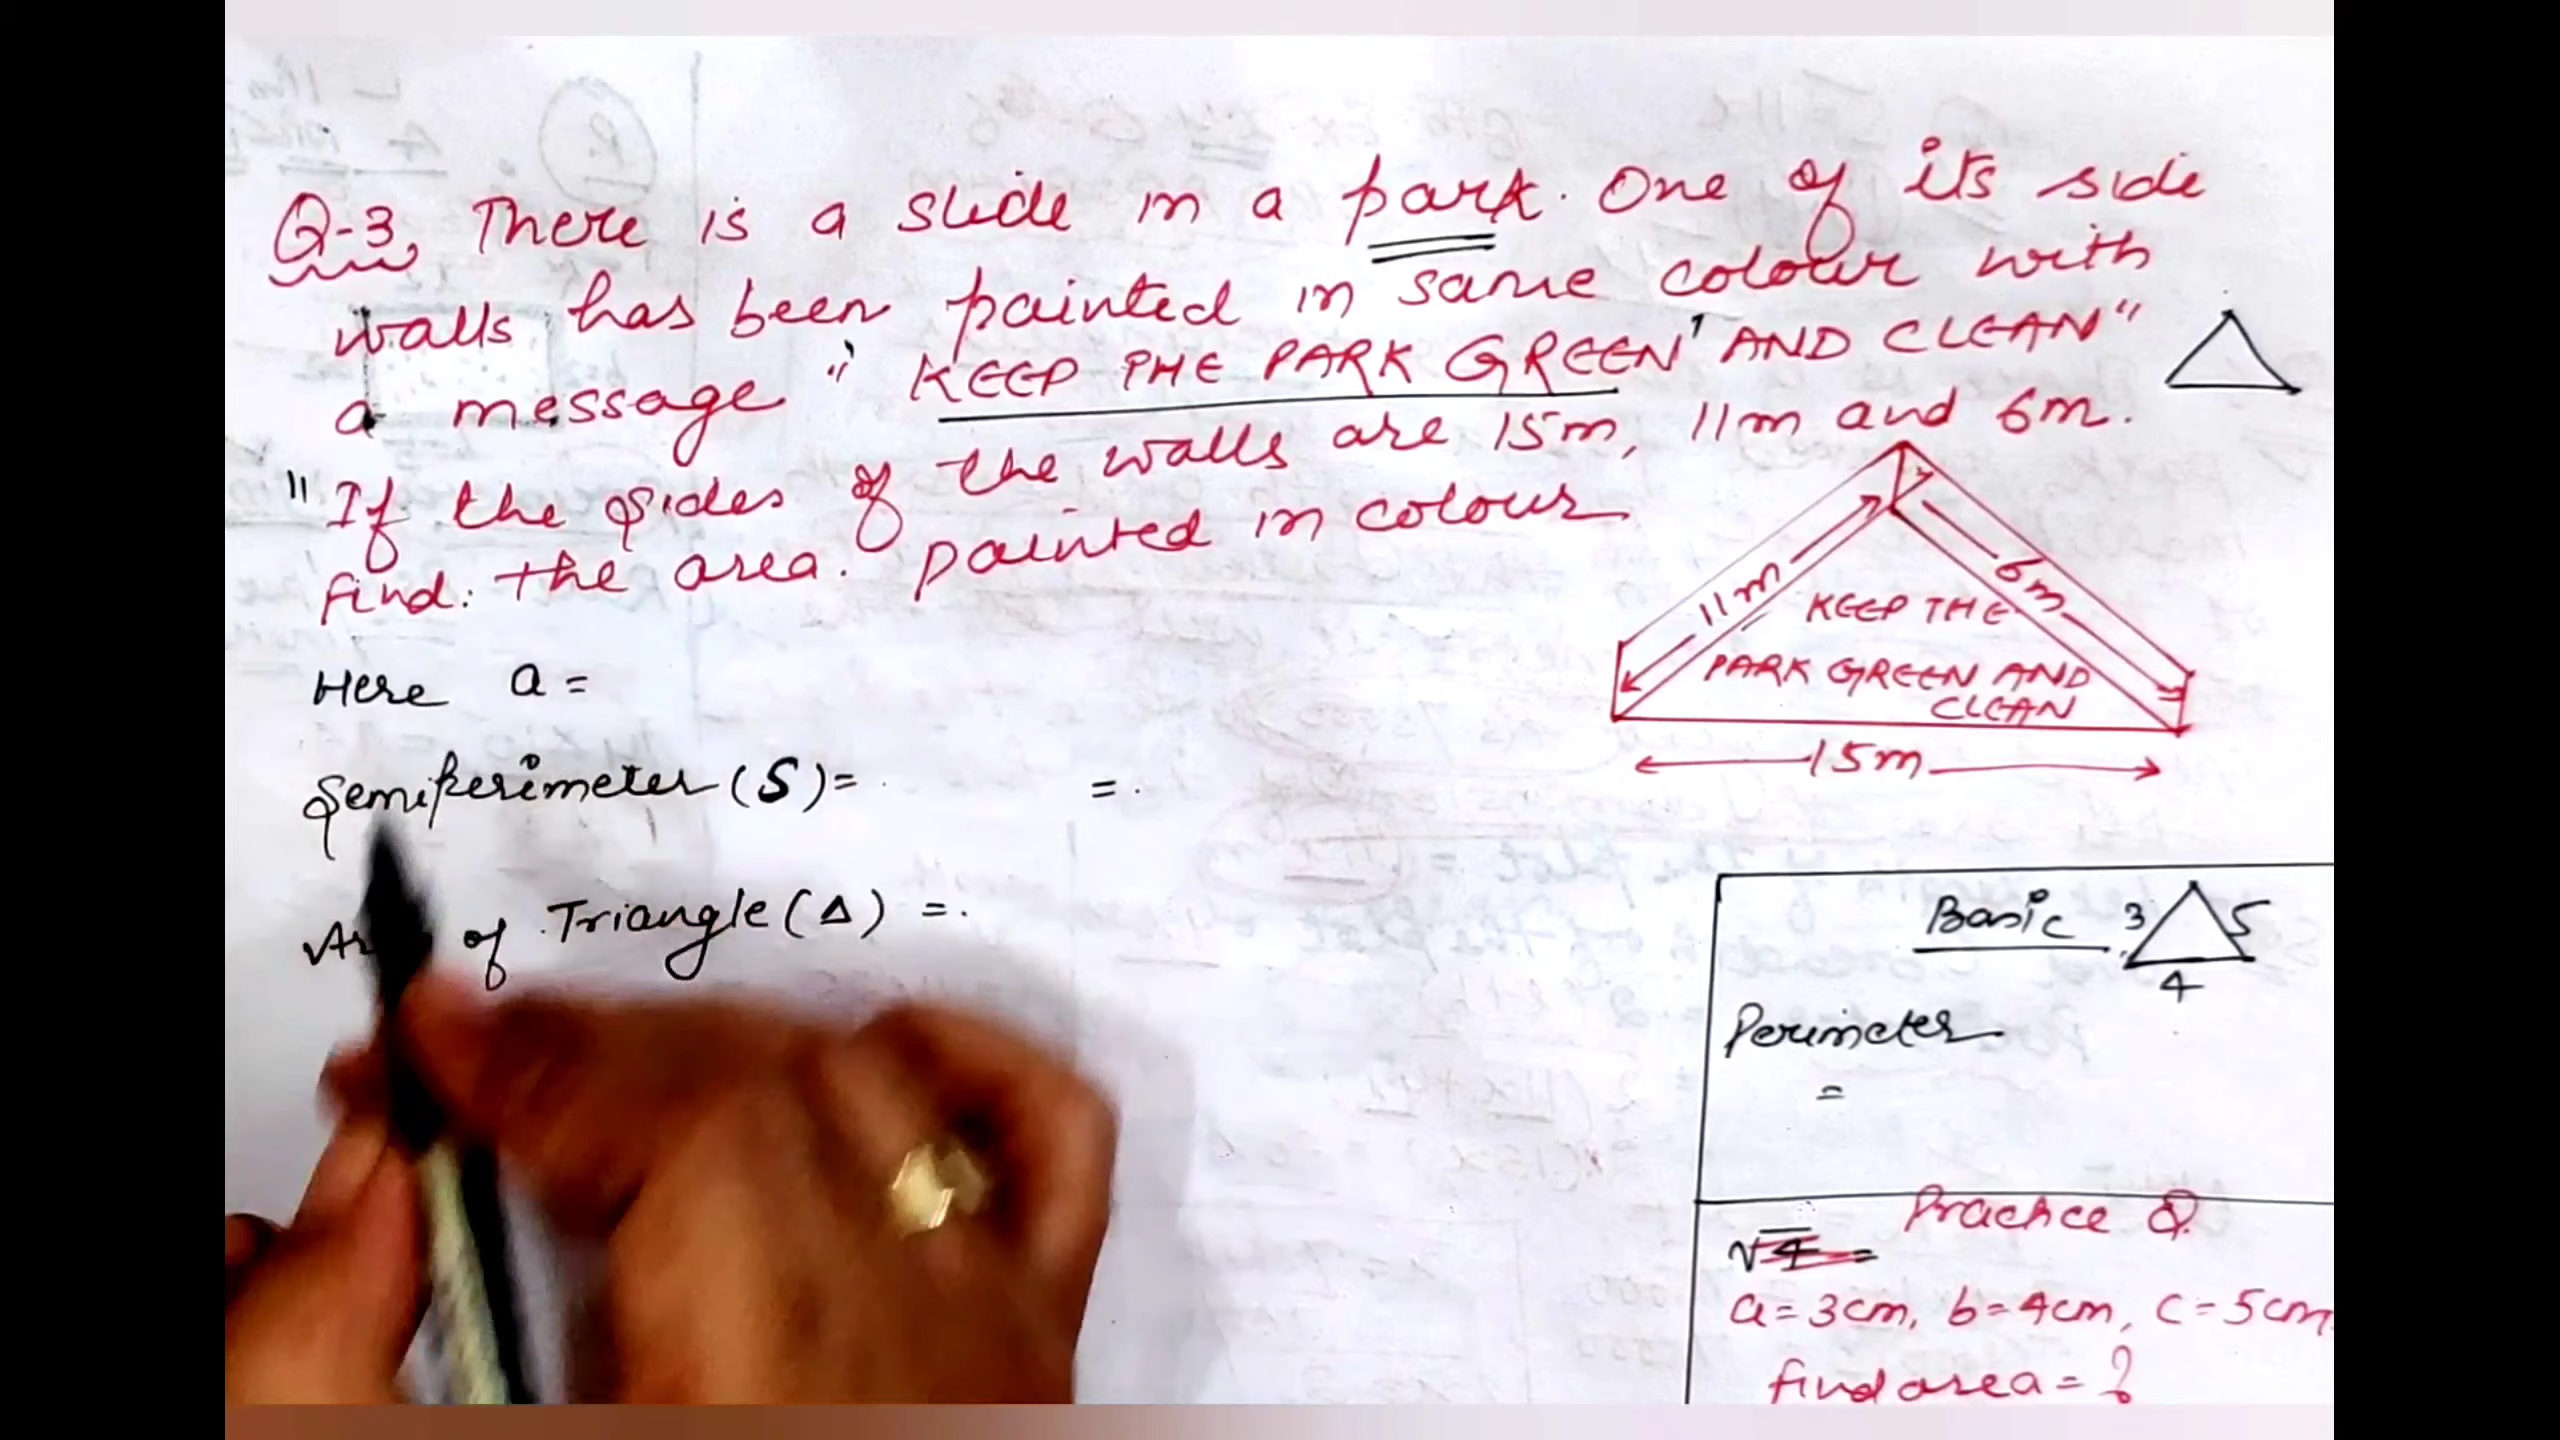 Q-3, There is a slide in a park. One of its side
walls has been painted in same colour with
a message " KEEP THE PARK GREEN' AND CLEAN"
"If the sides of the walls are 15m, 11m and 6m.
find: the area. painted in colour
11m
6m
KEEP THE
PARK GREEN AND
CLEAN
15m
Here a =
Semiperimeter (S) = =
of Triangle (Δ) =
Basic 3 5
4
Perimeter
=
Practice Q.
√4 =
a = 3cm, b = 4cm, c = 5cm
find area = ?